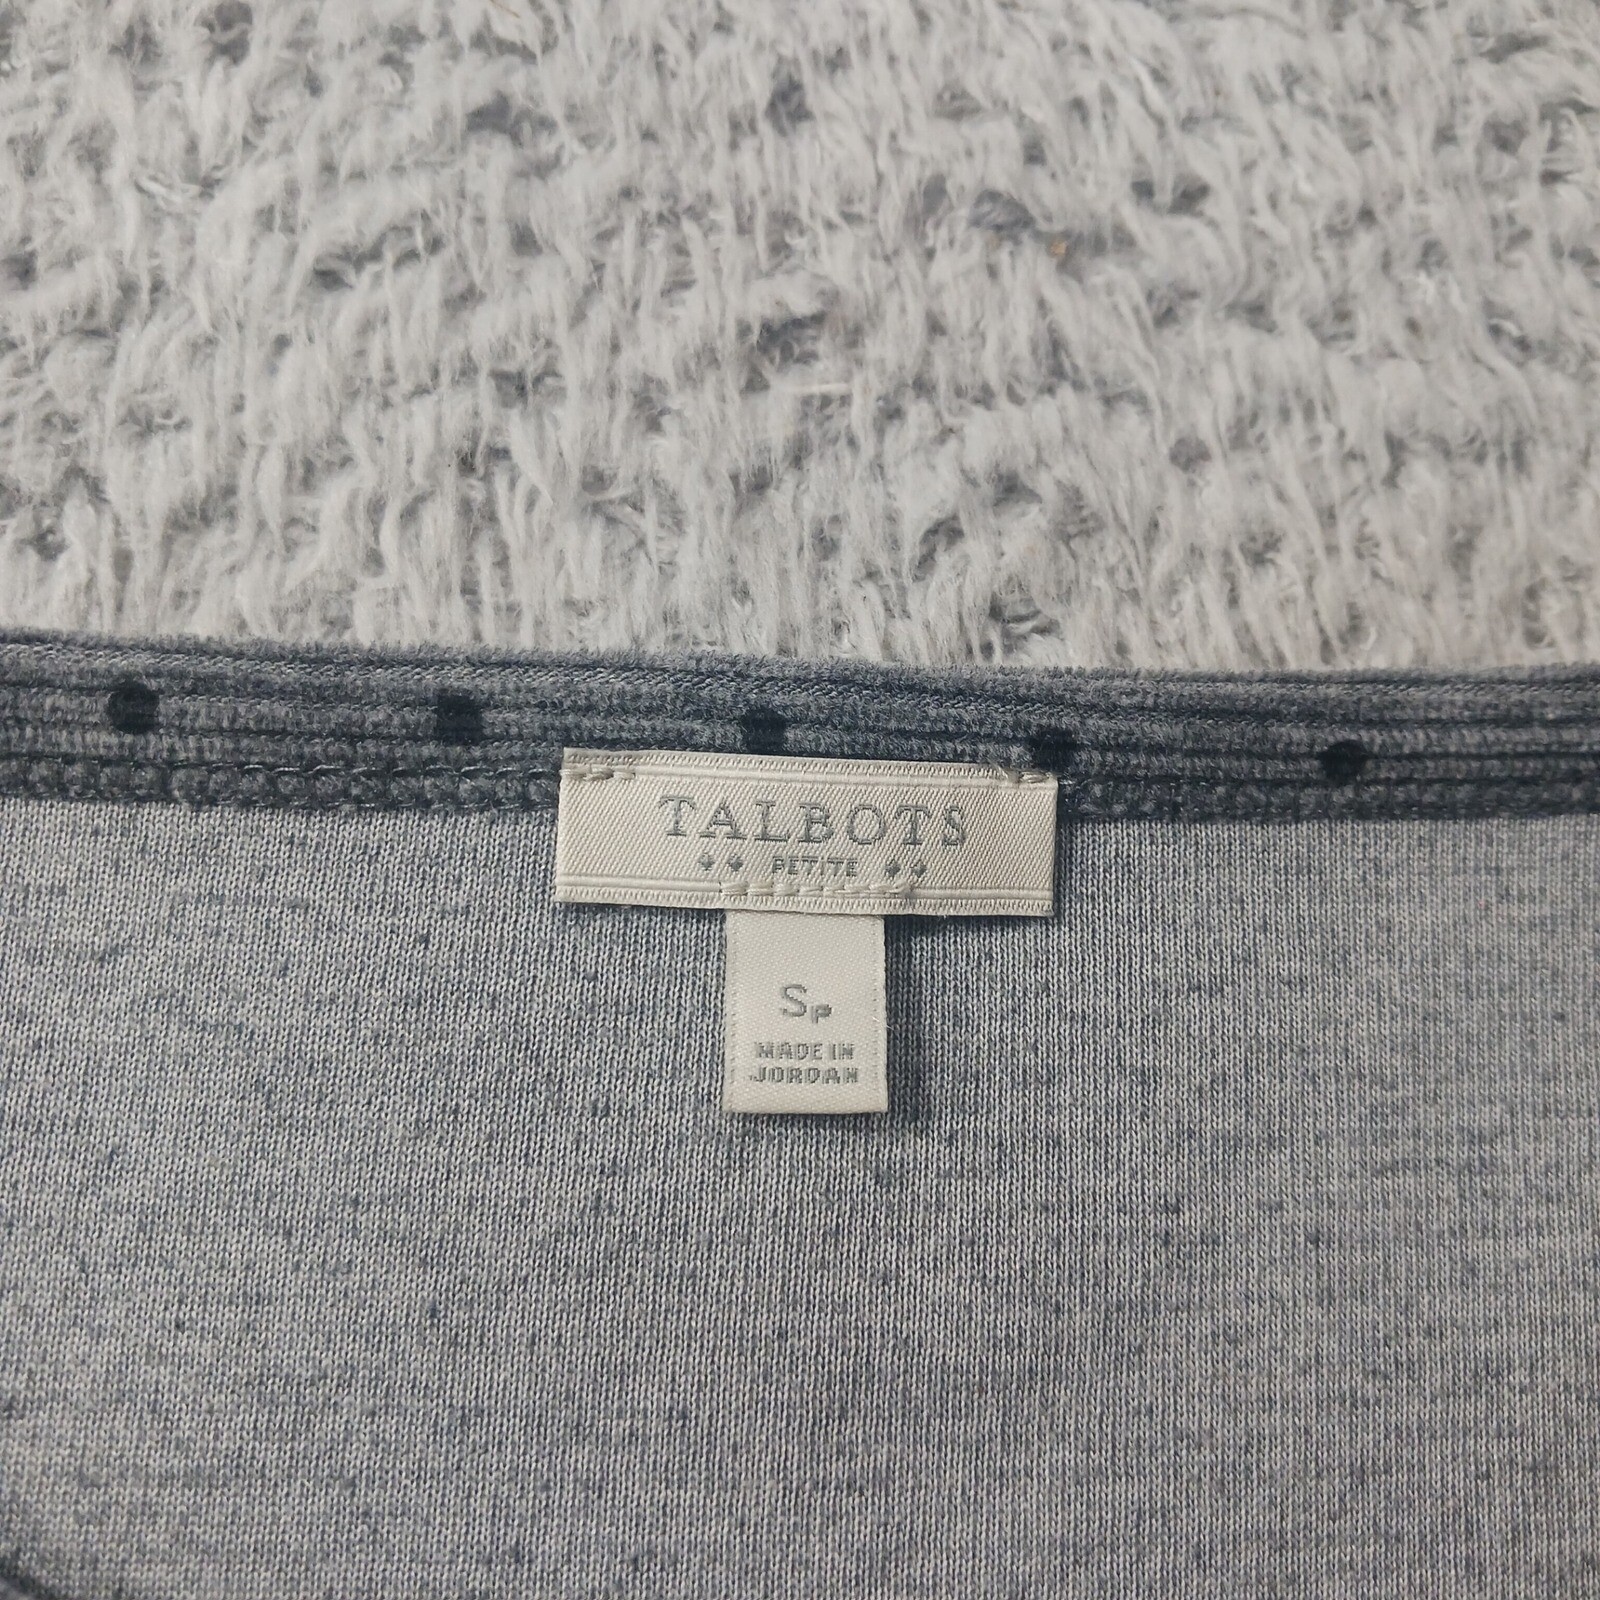 TALBOTS
PETITE
SP
MADE IN
JORDAN